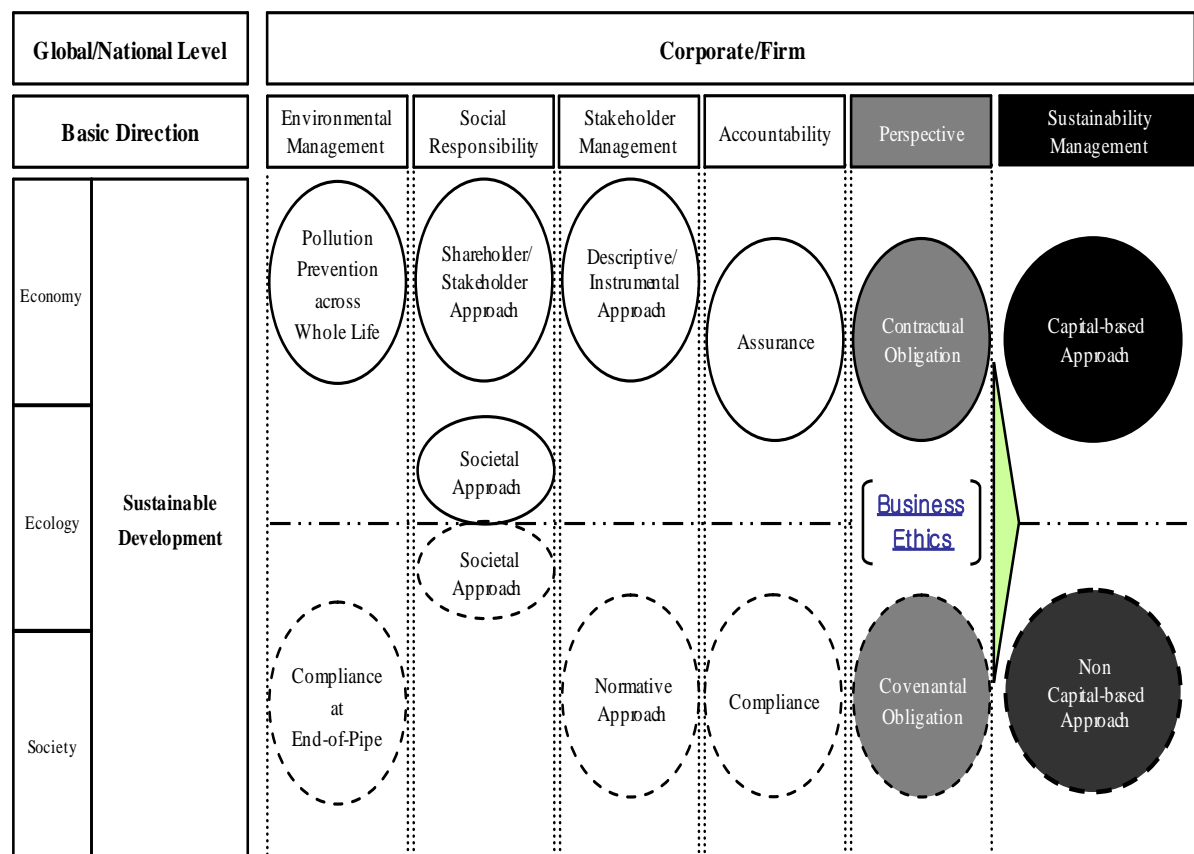 Global/National Level
Corporate/Firm
Basic Direction
Environmental
Management
Social
Responsibility
Stakeholder
Management
Accountability
Perspective
Sustainability
Management
Economy
Ecology
Society
Sustainable
Development
Pollution
Prevention
across
Whole Life
Shareholder/
Stakeholder
Approach
Descriptive/
Instrumental Approach
Assurance
Contractual
Obligation
Capital-based
Approach
Societal
Approach
Societal
Approach
Business
Ethics
Compliance
at
End-of-Pipe
Normative
Approach
Compliance
Covenantal
Obligation
Non
Capital-based
Approach